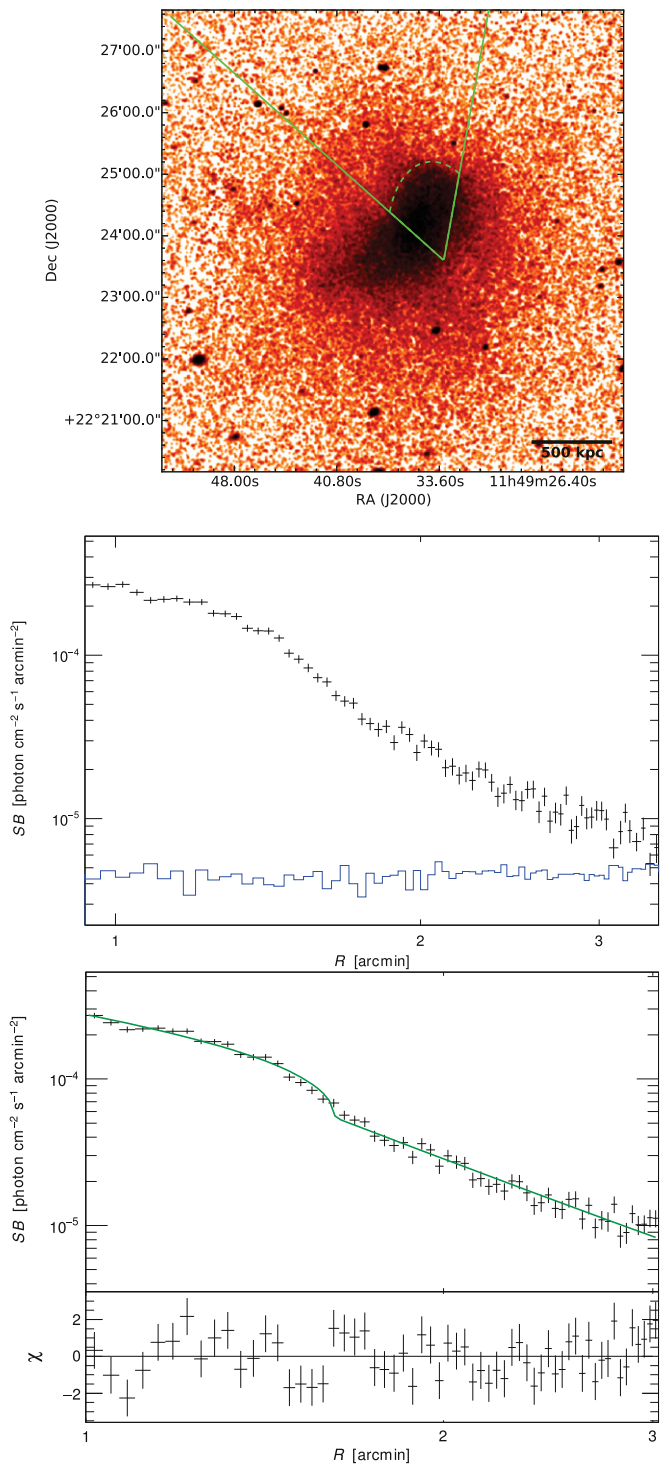 27'00.0"
26'00.0"
25'00.0"
24'00.0"
23'00.0"
22'00.0"
+22°21'00.0"
Dec (J2000)
500 kpc
48.00s 40.80s 33.60s 11h49m26.40s
RA (J2000)
SB [photon cm⁻² s⁻¹ arcmin⁻²]
10⁻⁴
10⁻⁵
1 2 3
R [arcmin]
SB [photon cm⁻² s⁻¹ arcmin⁻²]
10⁻⁴
10⁻⁵
χ
2
0
−2
1 2 3
R [arcmin]